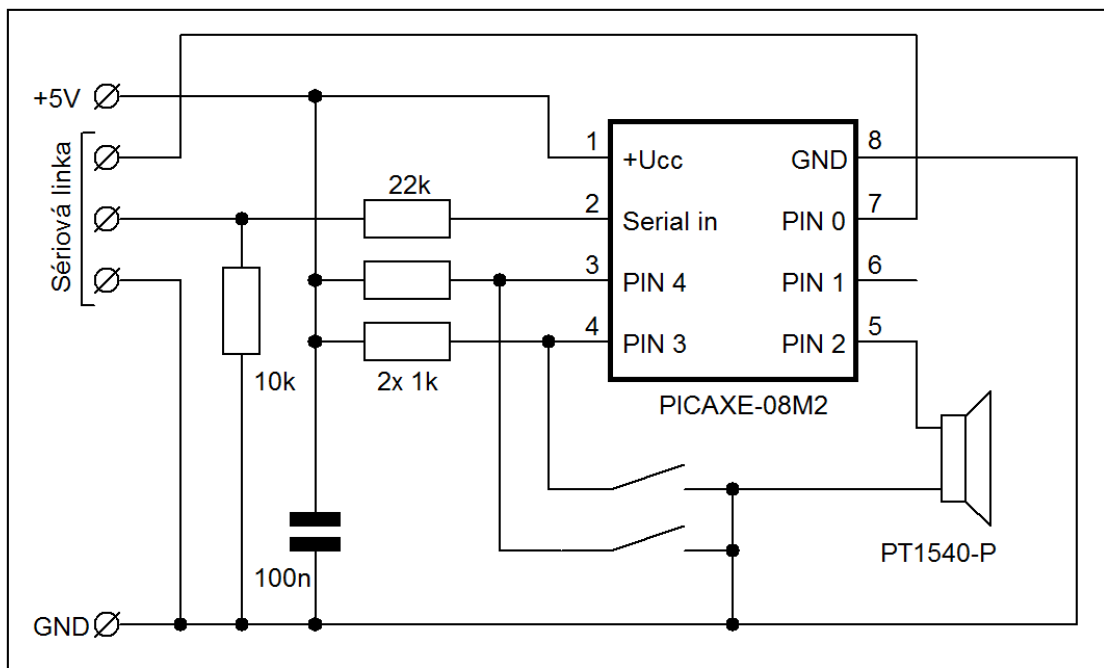 +5V
Sériová linka
GND
22k
10k
2x 1k
100n
1
2
3
4
+Ucc
Serial in
PIN 4
PIN 3
GND
PIN 0
PIN 1
PIN 2
8
7
6
5
PICAXE-08M2
PT1540-P